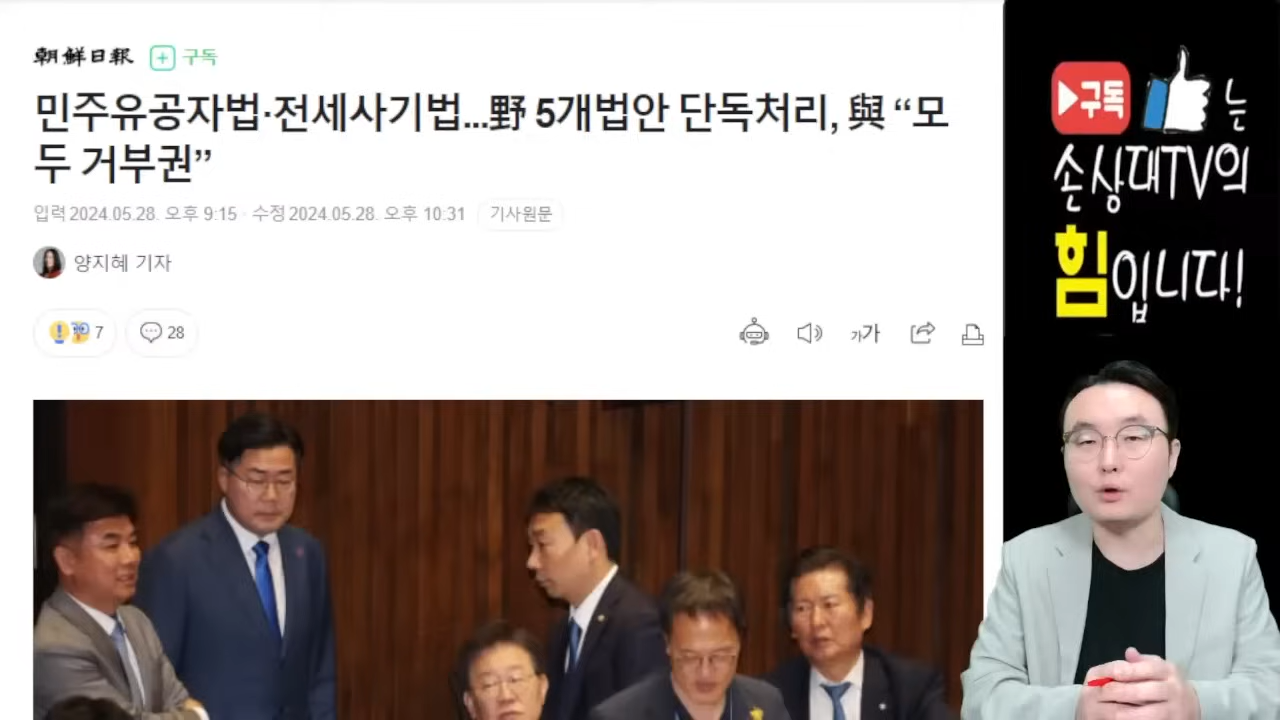 朝鮮日報 + 구독
민주유공자법·전세사기법…野 5개법안 단독처리, 與 “모
두 거부권”
입력 2024.05.28. 오후 9:15 · 수정 2024.05.28. 오후 10:31 기사원문
양지혜 기자
7 28
가가
구독 는
손상대TV의
힘입니다!